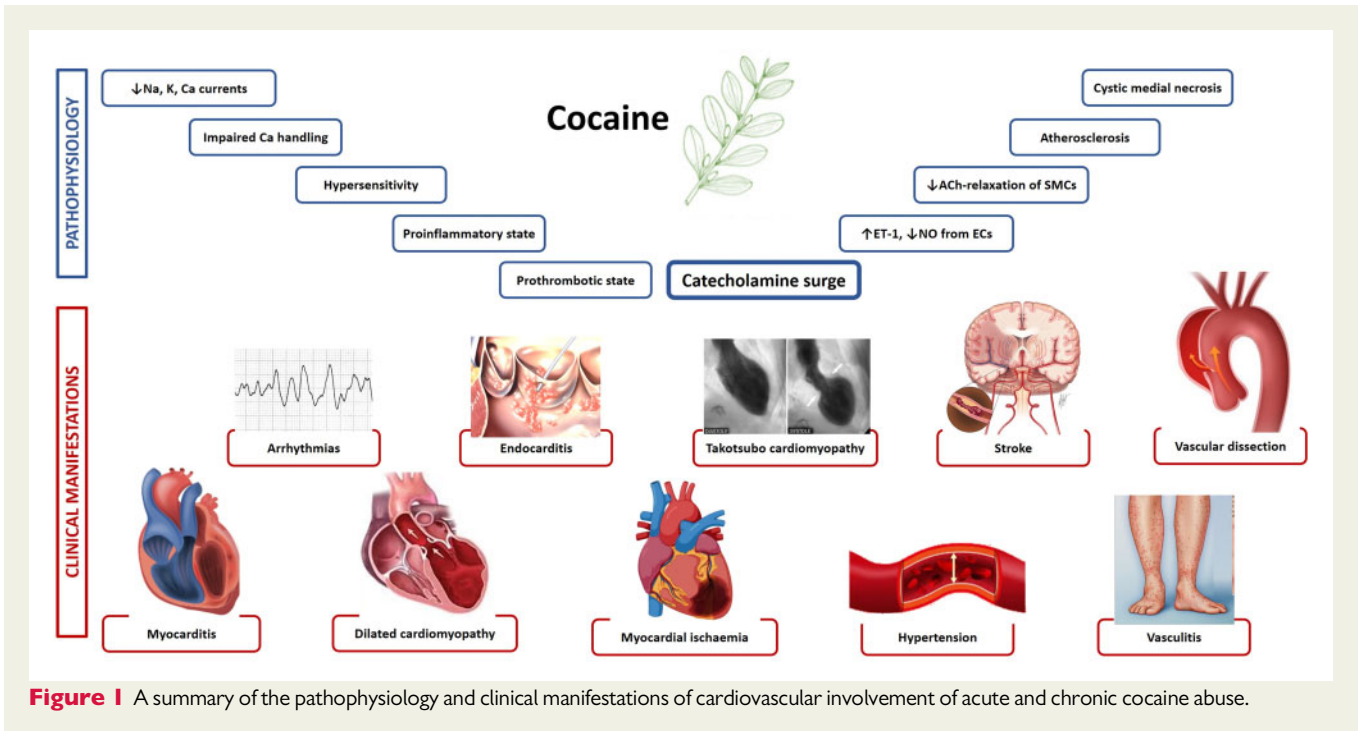 PATHOPHYSIOLOGY
Cocaine
↓Na, K, Ca currents
Impaired Ca handling
Hypersensitivity
Proinflammatory state
Prothrombotic state
Catecholamine surge
↑ET-1, ↓NO from ECs
↓ACh-relaxation of SMCs
Atherosclerosis
Cystic medial necrosis
CLINICAL MANIFESTATIONS
Arrhythmias
Endocarditis
Takotsubo cardiomyopathy
Stroke
Vascular dissection
Myocarditis
Dilated cardiomyopathy
Myocardial ischaemia
Hypertension
Vasculitis
Figure 1 A summary of the pathophysiology and clinical manifestations of cardiovascular involvement of acute and chronic cocaine abuse.